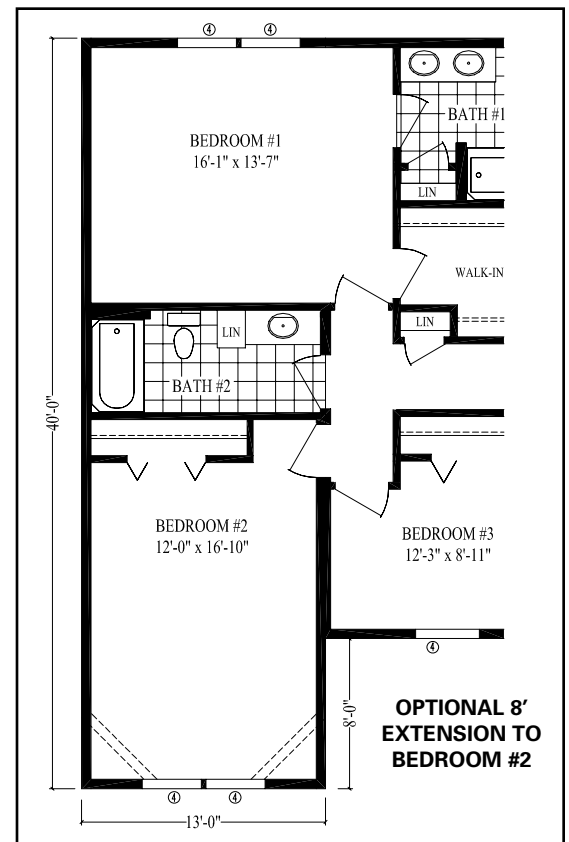 ④ ④
BATH #1
BEDROOM #1
16'-1" x 13'-7"
LIN
WALK-IN
LIN
LIN
BATH #2
40'-0"
BEDROOM #2
12'-0" x 16'-10"
BEDROOM #3
12'-3" x 8'-11"
④
8'-0"
OPTIONAL 8’
EXTENSION TO
BEDROOM #2
④ ④
13'-0"